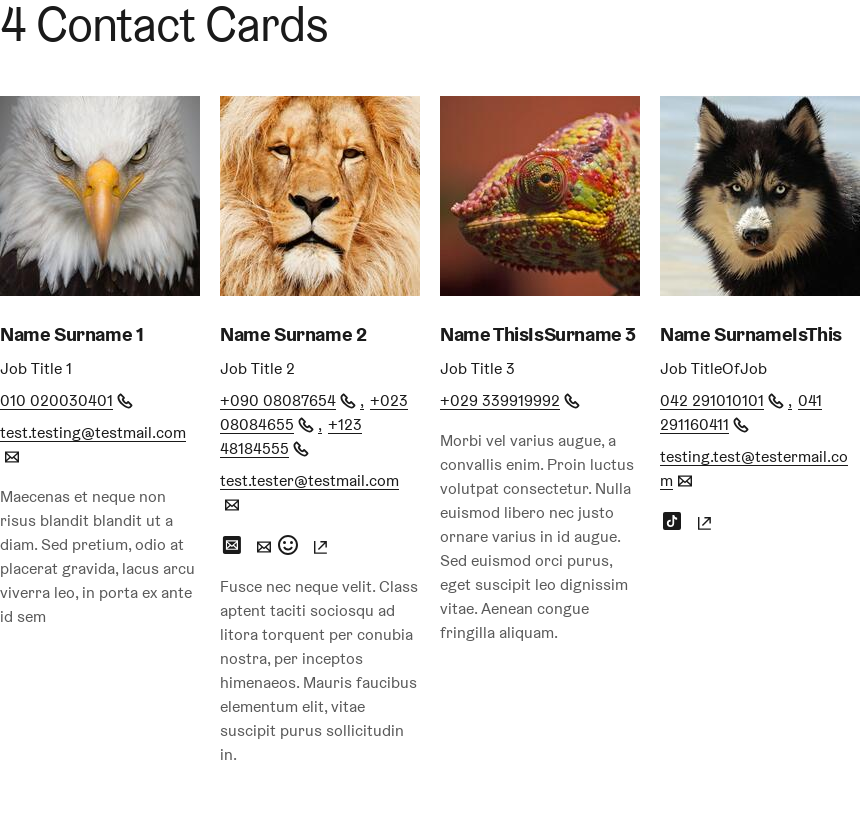 4 Contact Cards
Name Surname 1
Job Title 1
010 020030401
test.testing@testmail.com
Maecenas et neque non
risus blandit blandit ut a
diam. Sed pretium, odio at
placerat gravida, lacus arcu
viverra leo, in porta ex ante
id sem
Name Surname 2
Job Title 2
+090 08087654 , +023
08084655 , +123
48184555
test.tester@testmail.com
Fusce nec neque velit. Class
aptent taciti sociosqu ad
litora torquent per conubia
nostra, per inceptos
himenaeos. Mauris faucibus
elementum elit, vitae
suscipit purus sollicitudin
in.
Name ThisIsSurname 3
Job Title 3
+029 339919992
Morbi vel varius augue, a
convallis enim. Proin luctus
volutpat consectetur. Nulla
euismod libero nec justo
ornare varius in id augue.
Sed euismod orci purus,
eget suscipit leo dignissim
vitae. Aenean congue
fringilla aliquam.
Name SurnameIsThis
Job TitleOfJob
042 291010101 , 041
291160411
testing.test@testermail.co
m